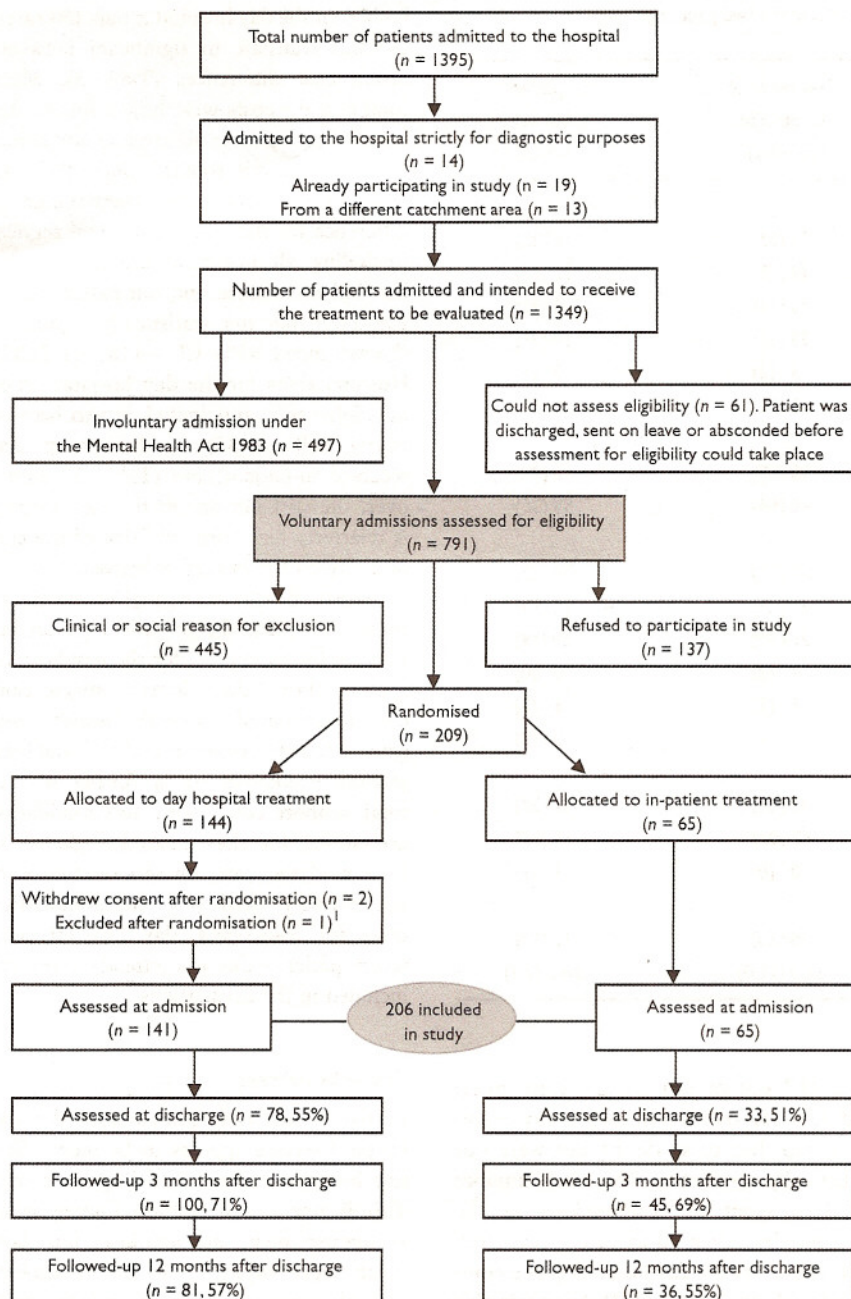 Total number of patients admitted to the hospital
(n = 1395)
Admitted to the hospital strictly for diagnostic purposes
(n = 14)
Already participating in study (n = 19)
From a different catchment area (n = 13)
Number of patients admitted and intended to receive
the treatment to be evaluated (n = 1349)
Involuntary admission under
the Mental Health Act 1983 (n = 497)
Could not assess eligibility (n = 61). Patient was
discharged, sent on leave or absconded before
assessment for eligibility could take place
Voluntary admissions assessed for eligibility
(n = 791)
Clinical or social reason for exclusion
(n = 445)
Refused to participate in study
(n = 137)
Randomised
(n = 209)
Allocated to day hospital treatment
(n = 144)
Allocated to in-patient treatment
(n = 65)
Withdrew consent after randomisation (n = 2)
Excluded after randomisation (n = 1)¹
Assessed at admission
(n = 141)
206 included
in study
Assessed at admission
(n = 65)
Assessed at discharge (n = 78, 55%)
Assessed at discharge (n = 33, 51%)
Followed-up 3 months after discharge
(n = 100, 71%)
Followed-up 3 months after discharge
(n = 45, 69%)
Followed-up 12 months after discharge
(n = 81, 57%)
Followed-up 12 months after discharge
(n = 36, 55%)